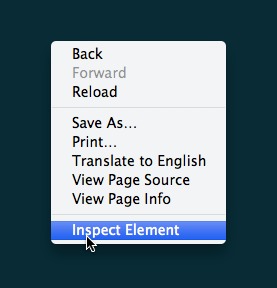 Back
Forward
Reload
Save As...
Print...
Translate to English
View Page Source
View Page Info
Inspect Element